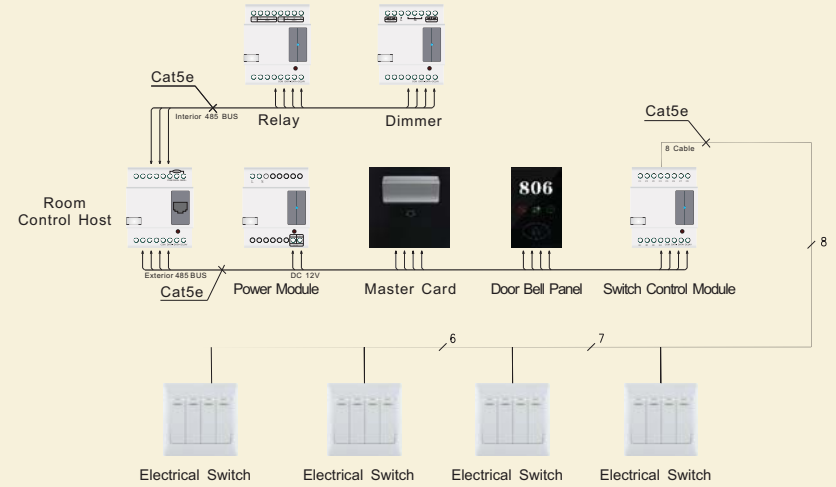 Cat5e
Interior 485 BUS
Relay
Dimmer
Cat5e
8 Cable
Room
Control Host
806
8
Exterior 485 BUS
DC 12V
Cat5e
Power Module
Master Card
Door Bell Panel
Switch Control Module
6
7
Electrical Switch
Electrical Switch
Electrical Switch
Electrical Switch